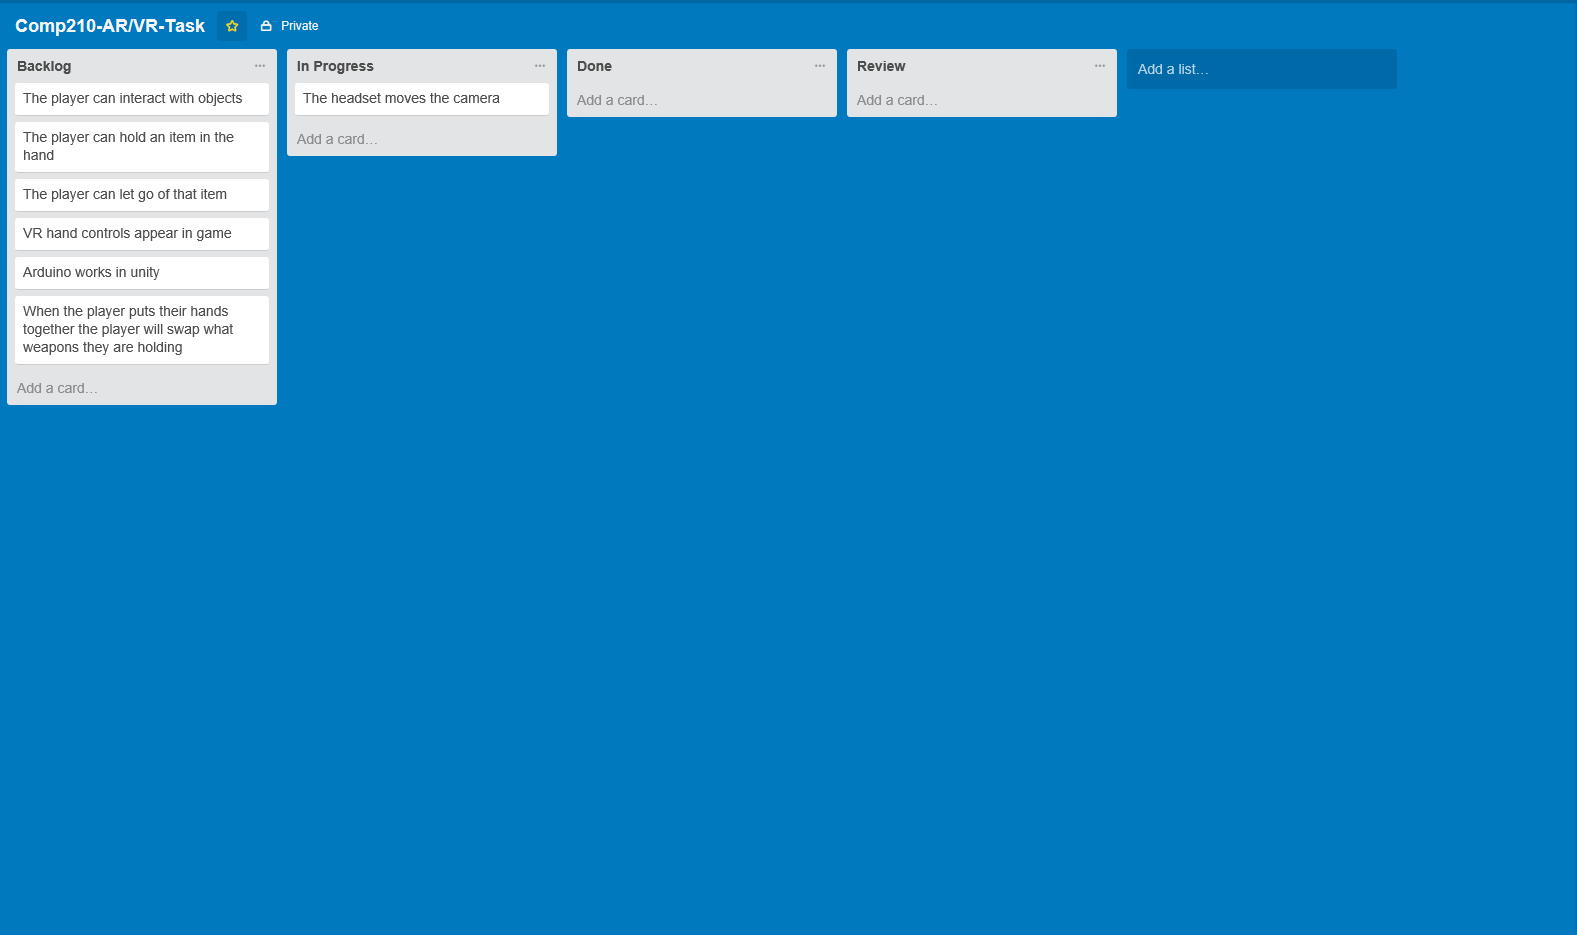 Comp210-AR/VR-Task
Private
Backlog
The player can interact with objects
The player can hold an item in the
hand
The player can let go of that item
VR hand controls appear in game
Arduino works in unity
When the player puts their hands
together the player will swap what
weapons they are holding
Add a card…
In Progress
The headset moves the camera
Add a card…
Done
Add a card…
Review
Add a card…
Add a list…